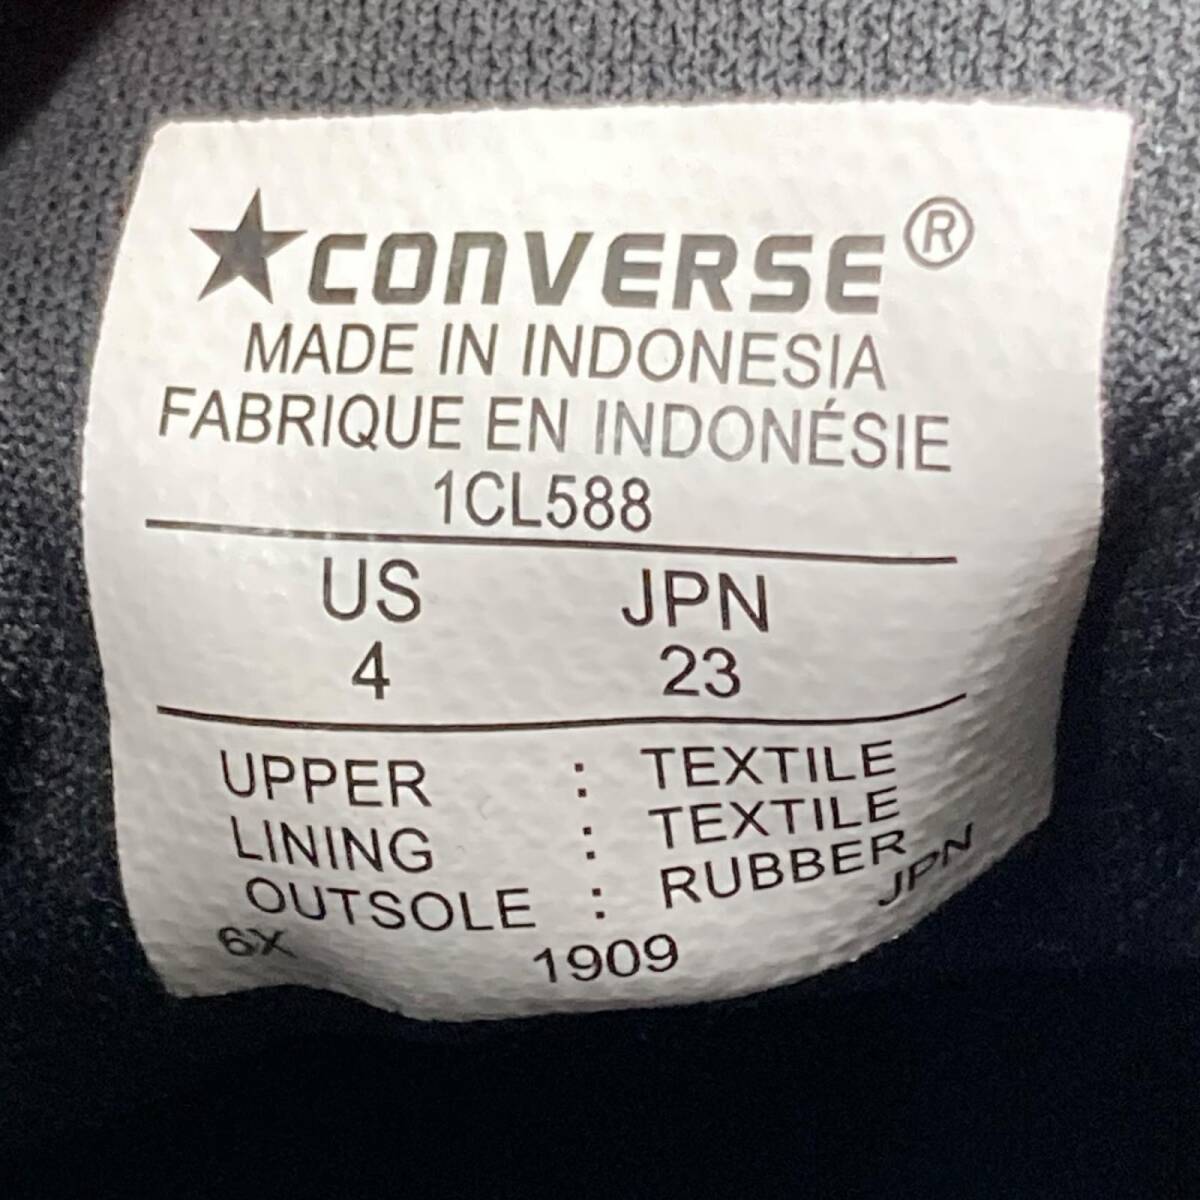 ★CONVERSE®
MADE IN INDONESIA
FABRIQUE EN INDONÉSIE
1CL588
US JPN
4 23
UPPER : TEXTILE
LINING : TEXTILE
OUTSOLE : RUBBER
JPN
6X 1909